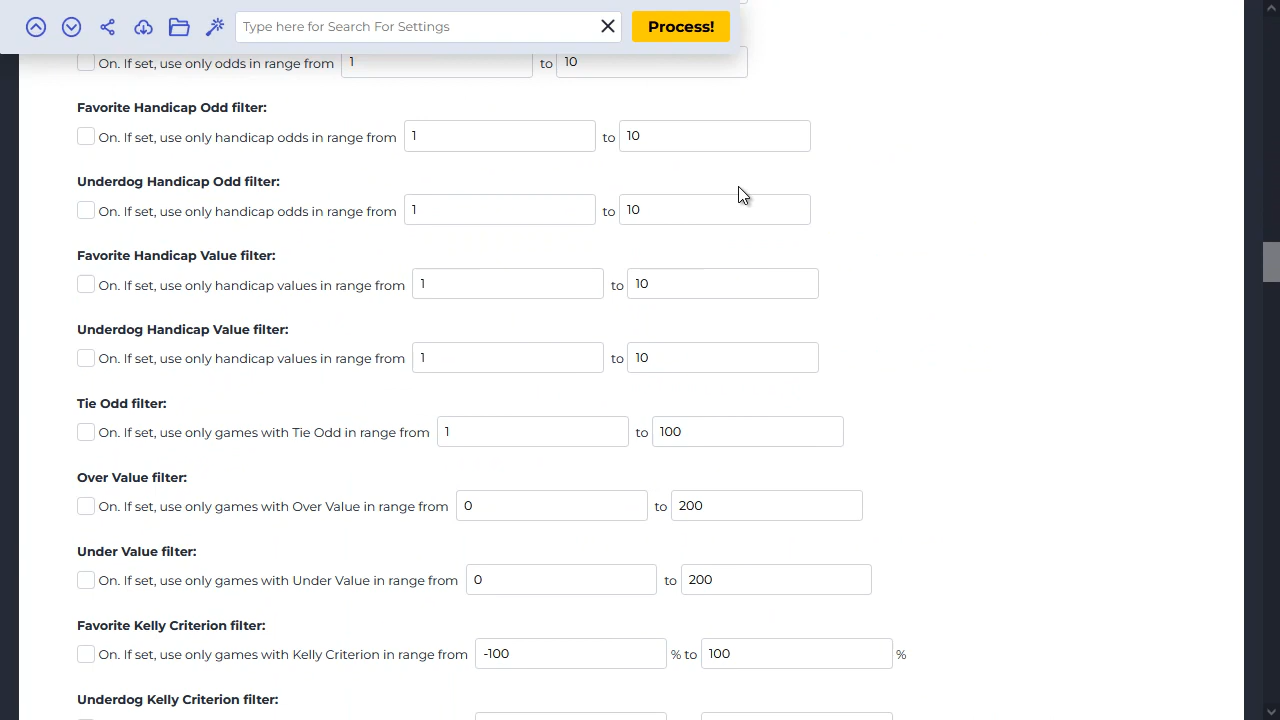 Type here for Search For Settings
Process!
On. If set, use only odds in range from 1 to 10
Favorite Handicap Odd filter:
On. If set, use only handicap odds in range from 1 to 10
Underdog Handicap Odd filter:
On. If set, use only handicap odds in range from 1 to 10
Favorite Handicap Value filter:
On. If set, use only handicap values in range from 1 to 10
Underdog Handicap Value filter:
On. If set, use only handicap values in range from 1 to 10
Tie Odd filter:
On. If set, use only games with Tie Odd in range from 1 to 100
Over Value filter:
On. If set, use only games with Over Value in range from 0 to 200
Under Value filter:
On. If set, use only games with Under Value in range from 0 to 200
Favorite Kelly Criterion filter:
On. If set, use only games with Kelly Criterion in range from -100 % to 100 %
Underdog Kelly Criterion filter: